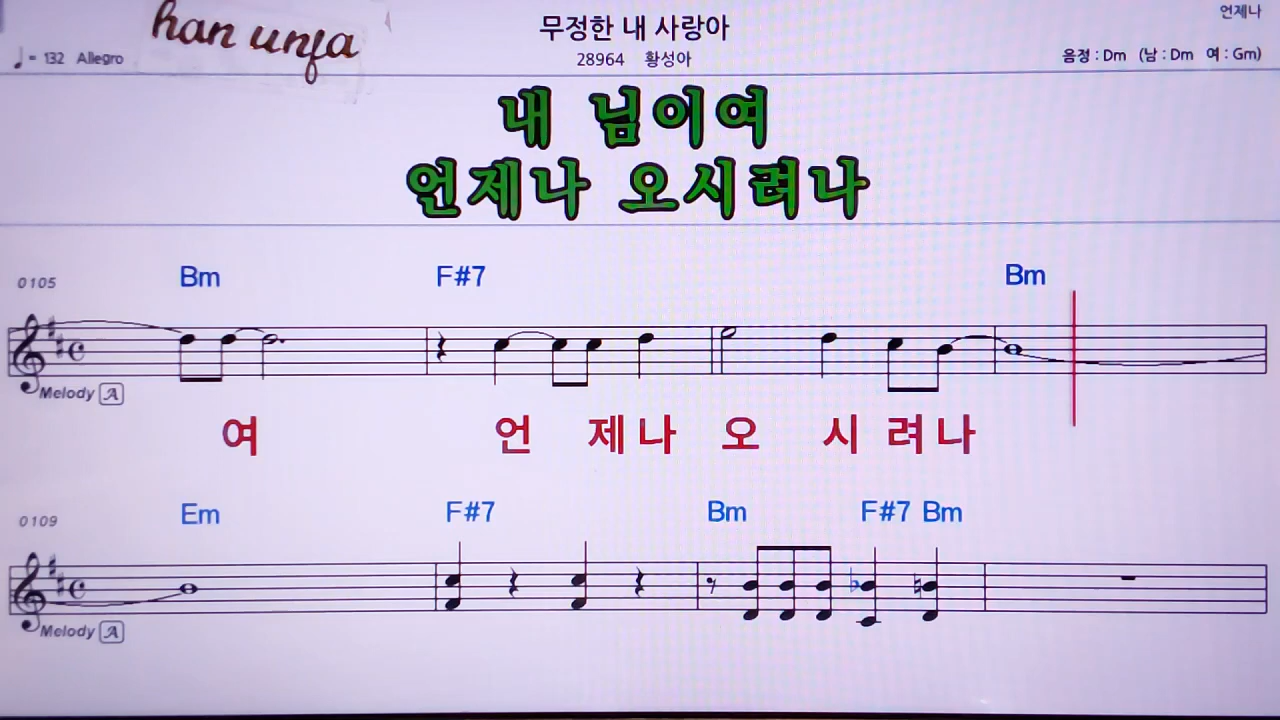 han unfa
무정한 내 사랑아
언제나
♩= 132 Allegro
28964 황성아
음정 : Dm (남 : Dm 여 : Gm)
내 님이여
언제나 오시려나
0105 Bm F#7 Bm
Melody A
여 언 제 나 오 시 려 나
0109 Em F#7 Bm F#7 Bm
Melody A